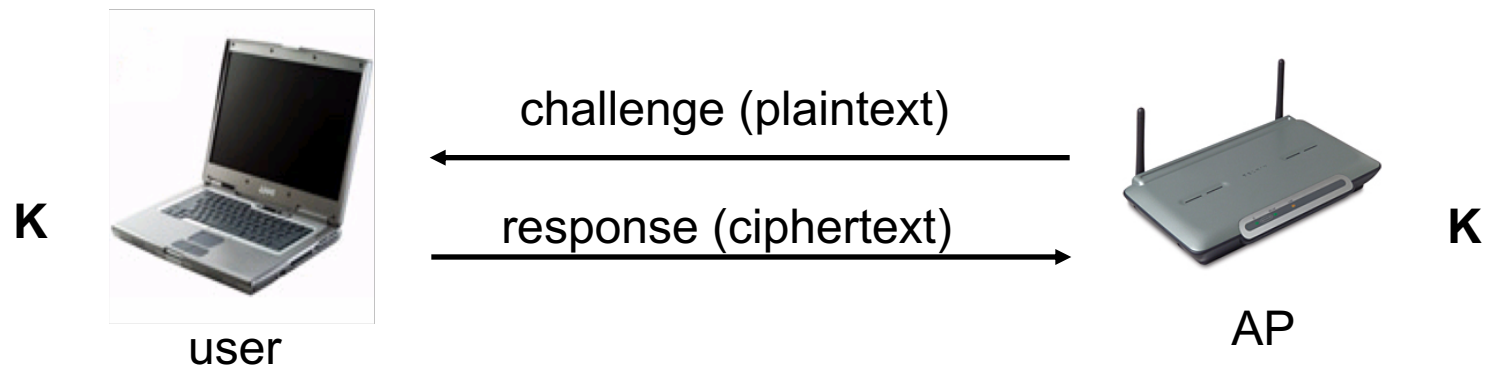 challenge (plaintext)
K
response (ciphertext)
K
user
AP